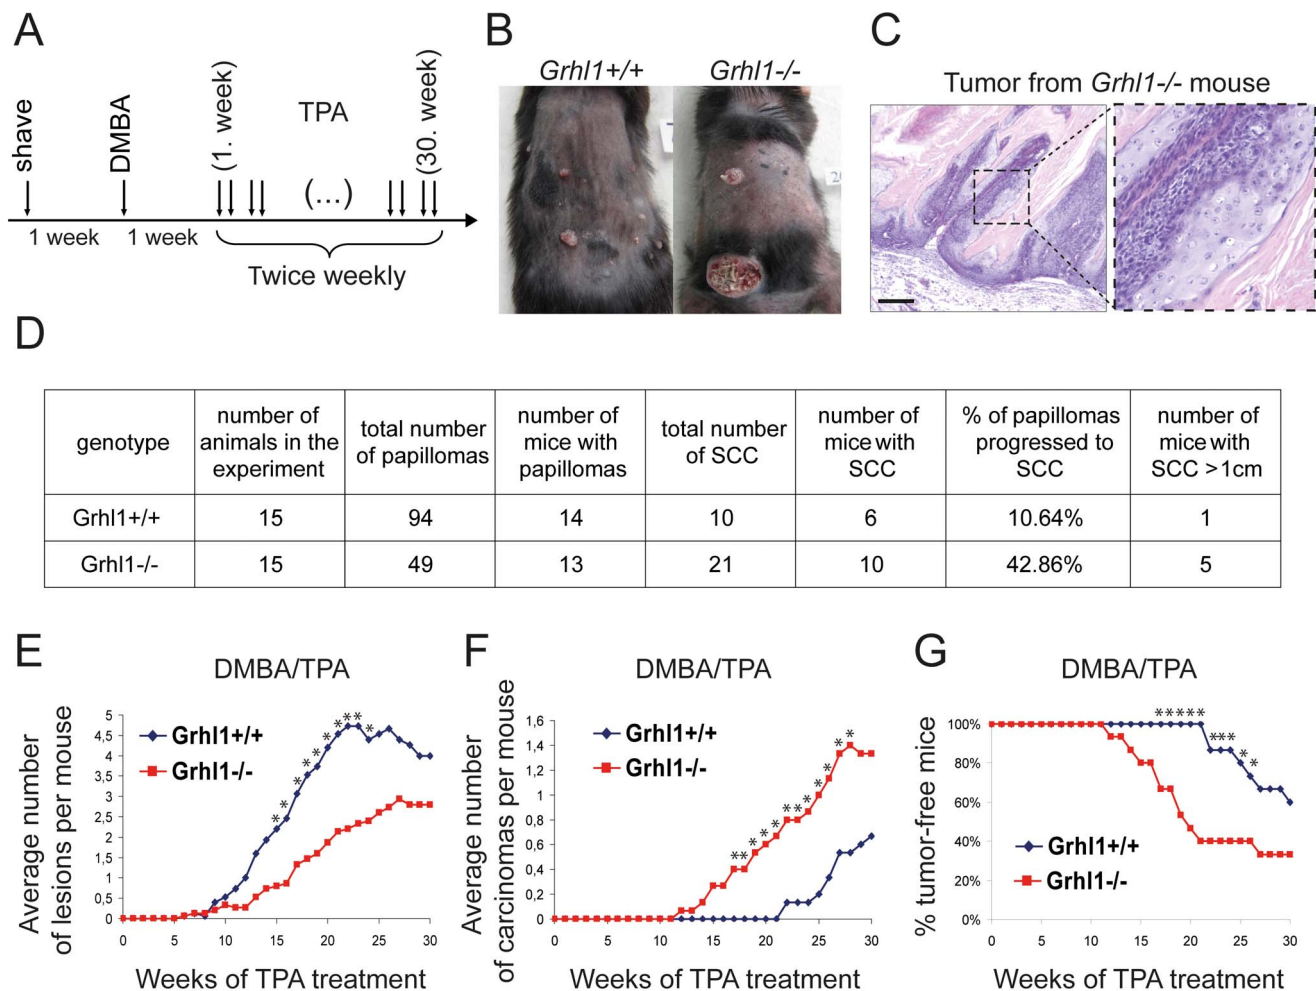 A
shave
DMBA
(1. week)
TPA
(30. week)
(...)
1 week
1 week
Twice weekly
B
Grhl1+/+
Grhl1-/-
C
Tumor from Grhl1-/- mouse
D
genotype
number of
animals in the
experiment
total number
of papillomas
number of
mice with
papillomas
total number
of SCC
number of
mice with
SCC
% of papillomas
progressed to
SCC
number of
mice with
SCC >1cm
Grhl1+/+ 15 94 14 10 6 10.64% 1
Grhl1-/- 15 49 13 21 10 42.86% 5
E
DMBA/TPA
Average number
of lesions per mouse
5
4,5
4
3,5
3
2,5
2
1,5
1
0,5
0
Grhl1+/+
Grhl1-/-
* * * * * * * * * *
0 5 10 15 20 25 30
Weeks of TPA treatment
F
DMBA/TPA
Average number
of carcinomas per mouse
1,6
1,4
1,2
1
0,8
0,6
0,4
0,2
0
Grhl1+/+
Grhl1-/-
* * * * * * * * * * * *
0 5 10 15 20 25 30
Weeks of TPA treatment
G
DMBA/TPA
% tumor-free mice
100%
80%
60%
40%
20%
0%
*****
***
*
*
Grhl1+/+
Grhl1-/-
0 5 10 15 20 25 30
Weeks of TPA treatment